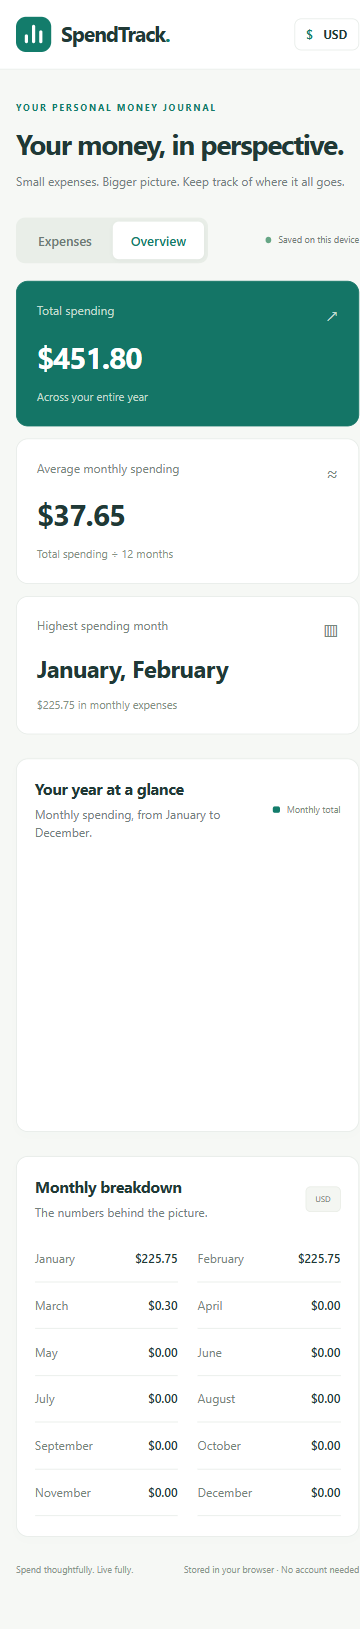 SpendTrack.
$ USD
YOUR PERSONAL MONEY JOURNAL
Your money, in perspective.
Small expenses. Bigger picture. Keep track of where it all goes.
Expenses Overview Saved on this device
Total spending ↗
$451.80
Across your entire year
Average monthly spending ≈
$37.65
Total spending ÷ 12 months
Highest spending month
January, February
$225.75 in monthly expenses
Your year at a glance
Monthly spending, from January to
December.
Monthly total
Monthly breakdown
The numbers behind the picture.
USD
January $225.75 February $225.75
March $0.30 April $0.00
May $0.00 June $0.00
July $0.00 August $0.00
September $0.00 October $0.00
November $0.00 December $0.00
Spend thoughtfully. Live fully. Stored in your browser · No account needed